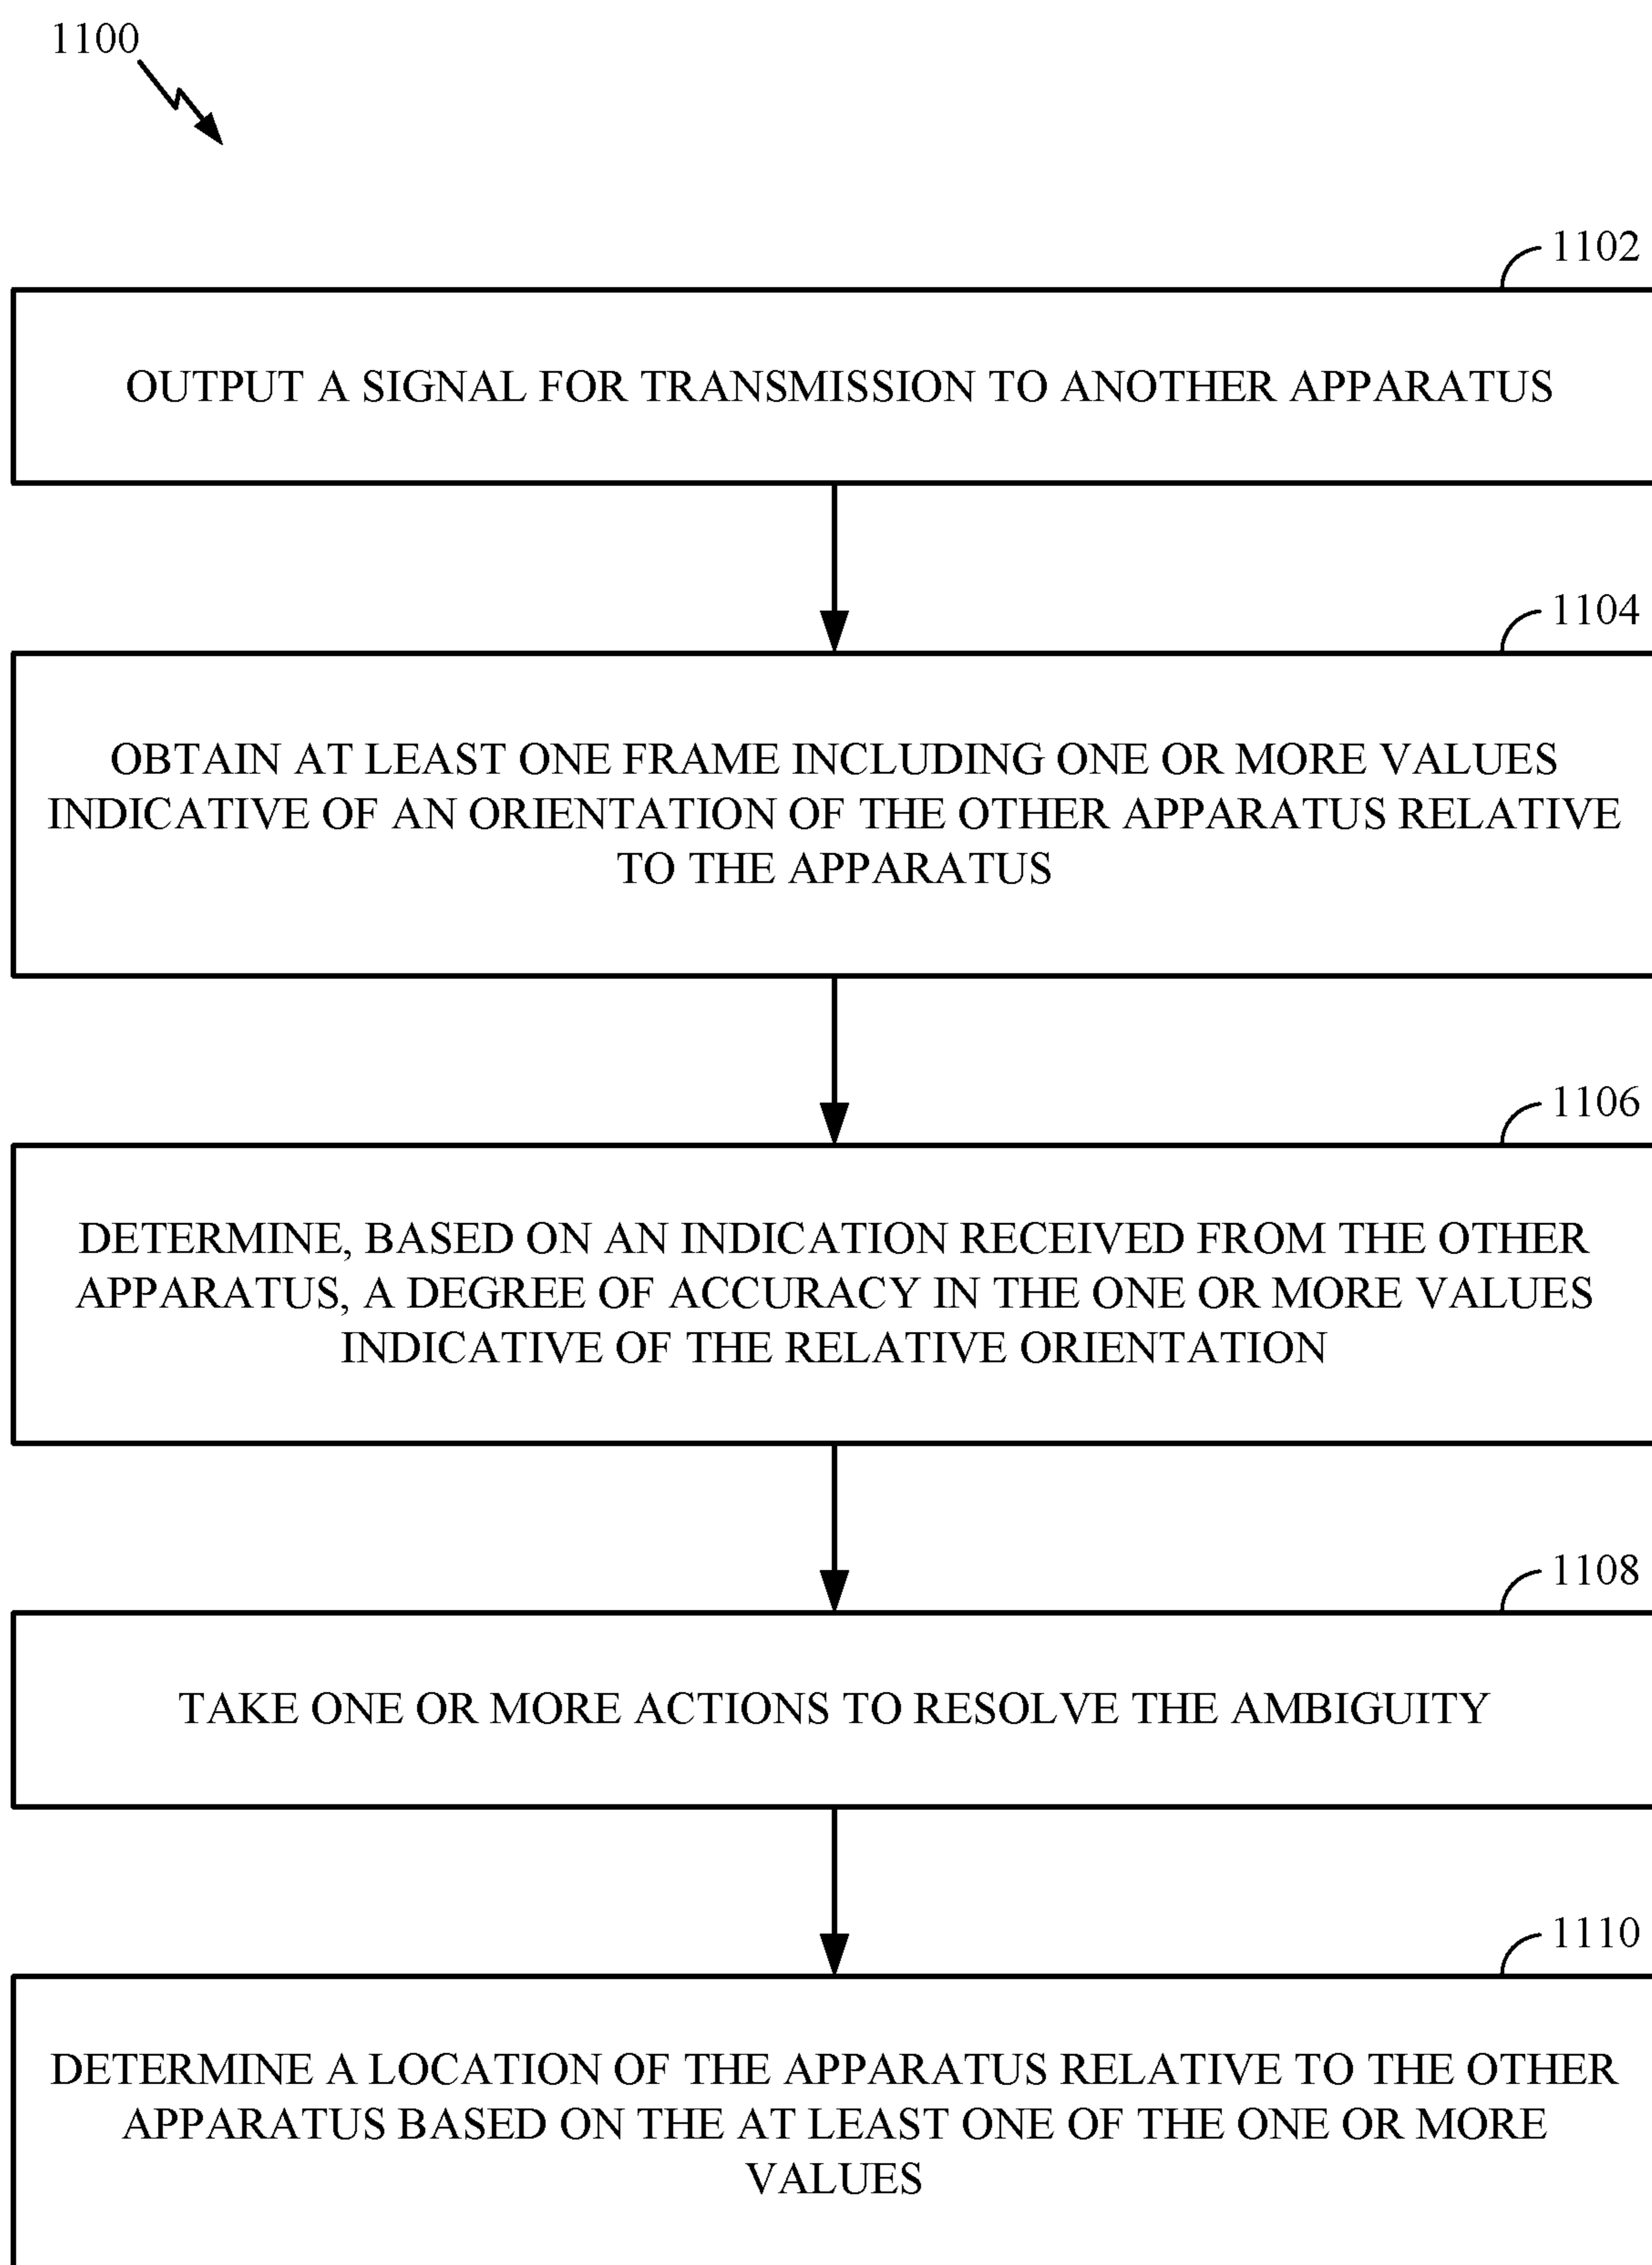 1100
1102
OUTPUT A SIGNAL FOR TRANSMISSION TO ANOTHER APPARATUS
1104
OBTAIN AT LEAST ONE FRAME INCLUDING ONE OR MORE VALUES
INDICATIVE OF AN ORIENTATION OF THE OTHER APPARATUS RELATIVE
TO THE APPARATUS
1106
DETERMINE, BASED ON AN INDICATION RECEIVED FROM THE OTHER
APPARATUS, A DEGREE OF ACCURACY IN THE ONE OR MORE VALUES
INDICATIVE OF THE RELATIVE ORIENTATION
1108
TAKE ONE OR MORE ACTIONS TO RESOLVE THE AMBIGUITY
1110
DETERMINE A LOCATION OF THE APPARATUS RELATIVE TO THE OTHER
APPARATUS BASED ON THE AT LEAST ONE OF THE ONE OR MORE
VALUES